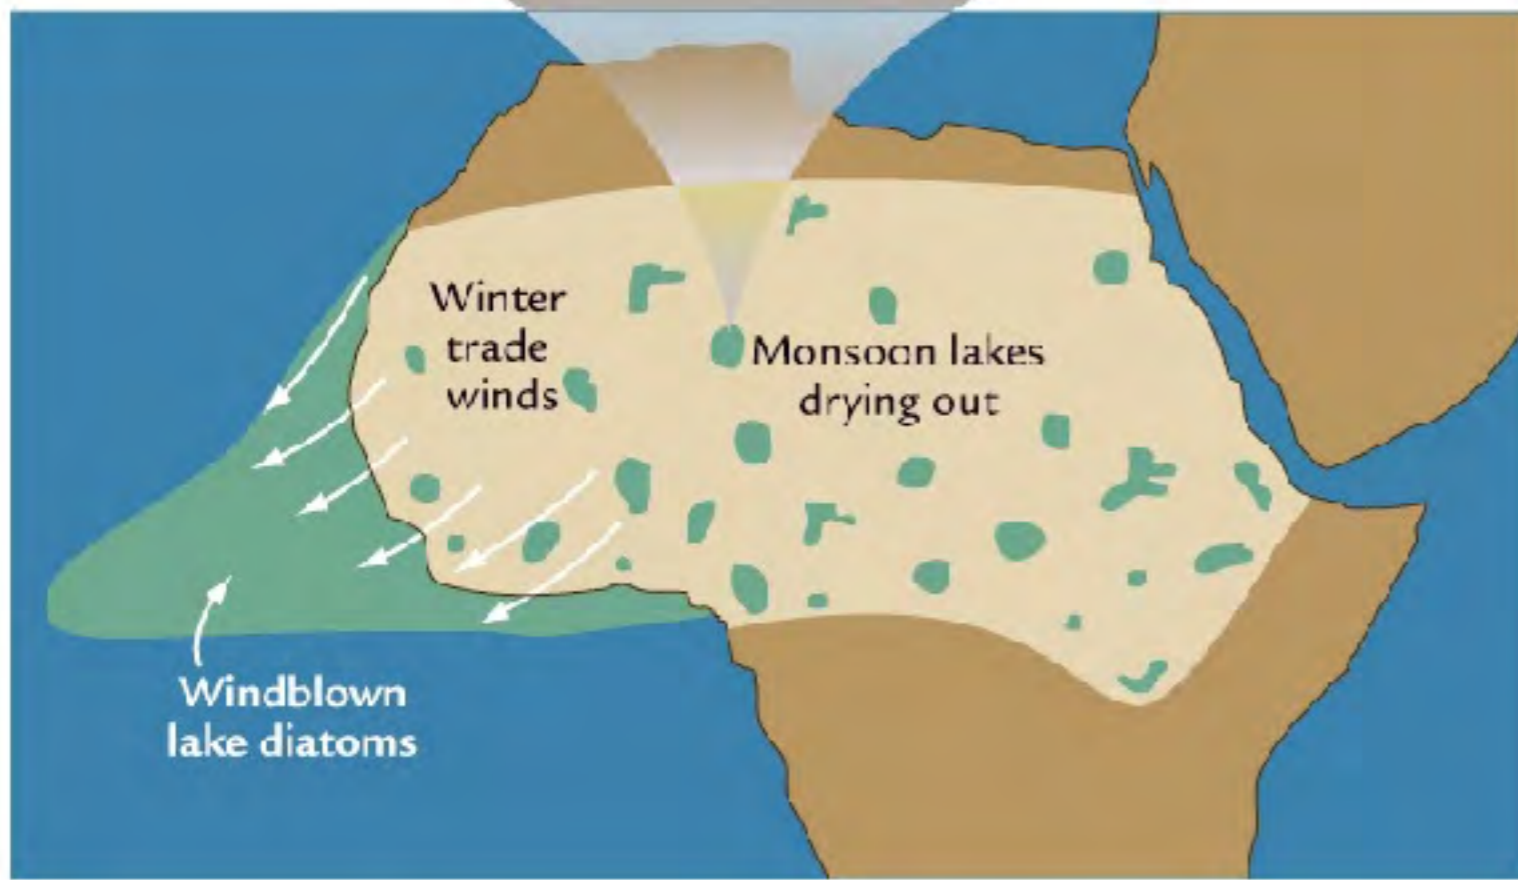 Winter
trade
winds
Monsoon lakes
drying out
Windblown
lake diatoms